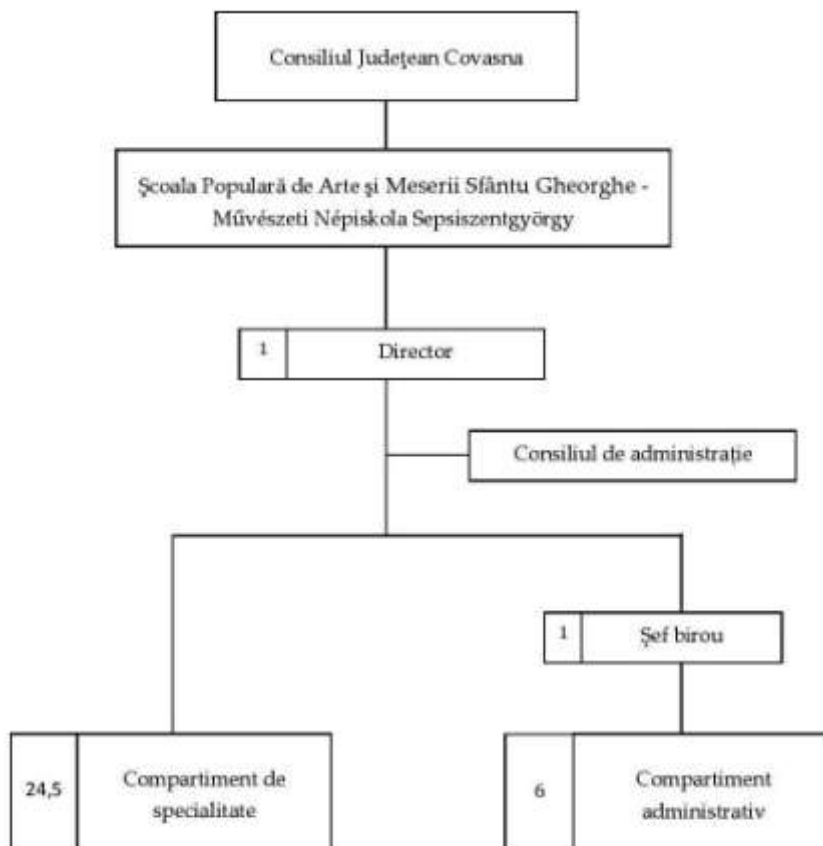 Consiliul Judeţean Covasna
Şcoala Populară de Arte şi Meserii Sfântu Gheorghe -
Művészeti Népiskola Sepsiszentgyörgy
1
Director
Consiliul de administrație
1
Şef birou
24,5
Compartiment de
specialitate
6
Compartiment
administrativ